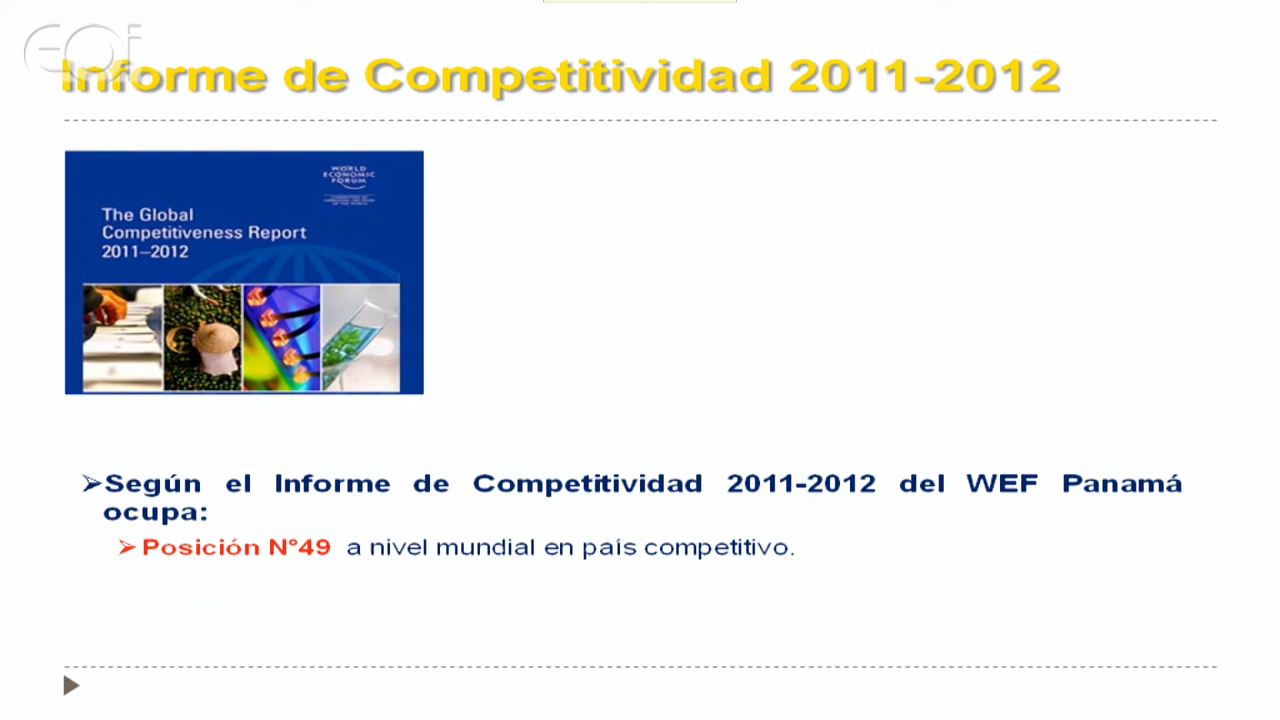 EOI
Informe de Competitividad 2011-2012
WORLD
ECONOMIC
FORUM
The Global
Competitiveness Report
2011–2012
➢Según el Informe de Competitividad 2011-2012 del WEF Panamá
ocupa:
➢Posición N°49 a nivel mundial en país competitivo.